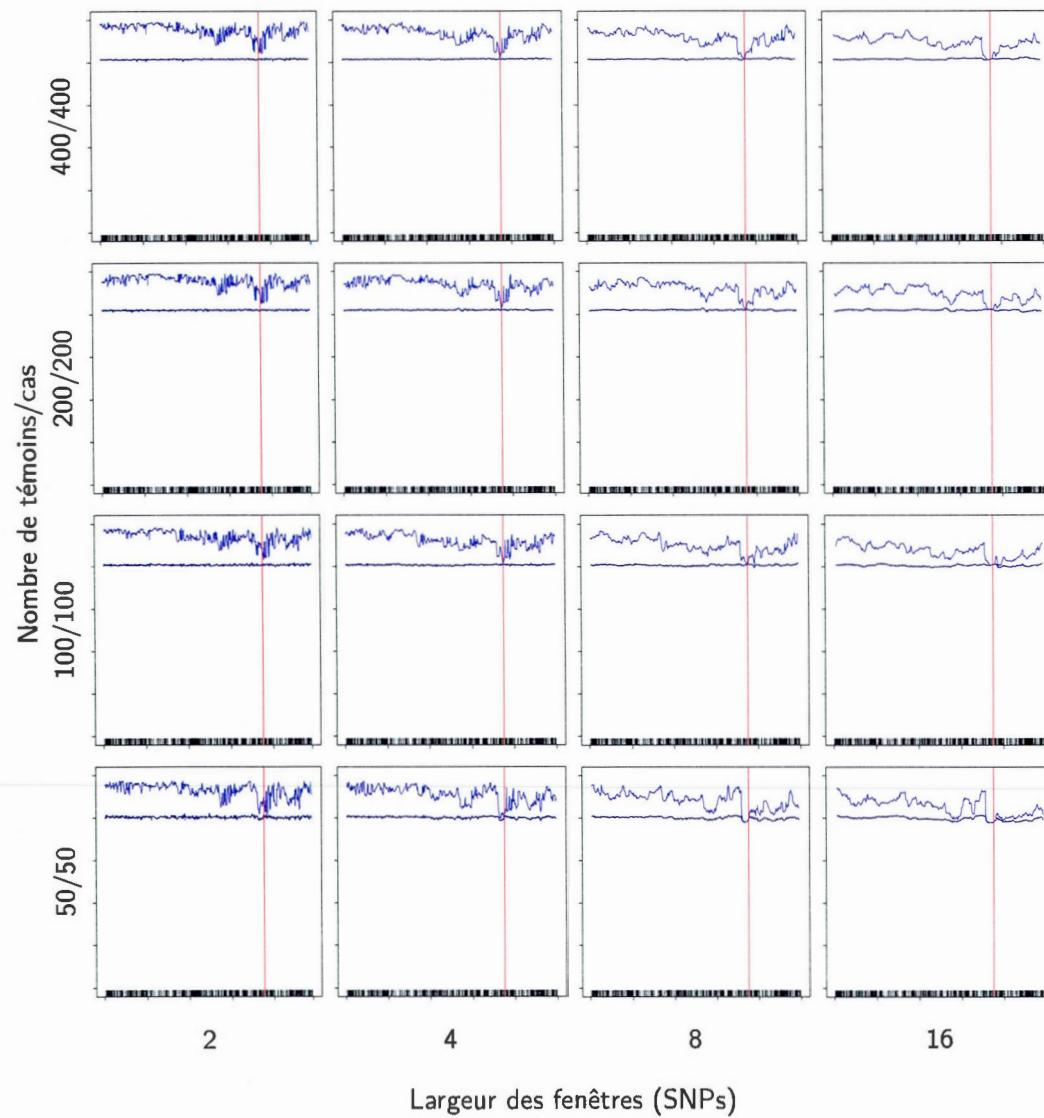 Nombre de témoins/cas
400/400
200/200
100/100
50/50
2 4 8 16
Largeur des fenêtres (SNPs)